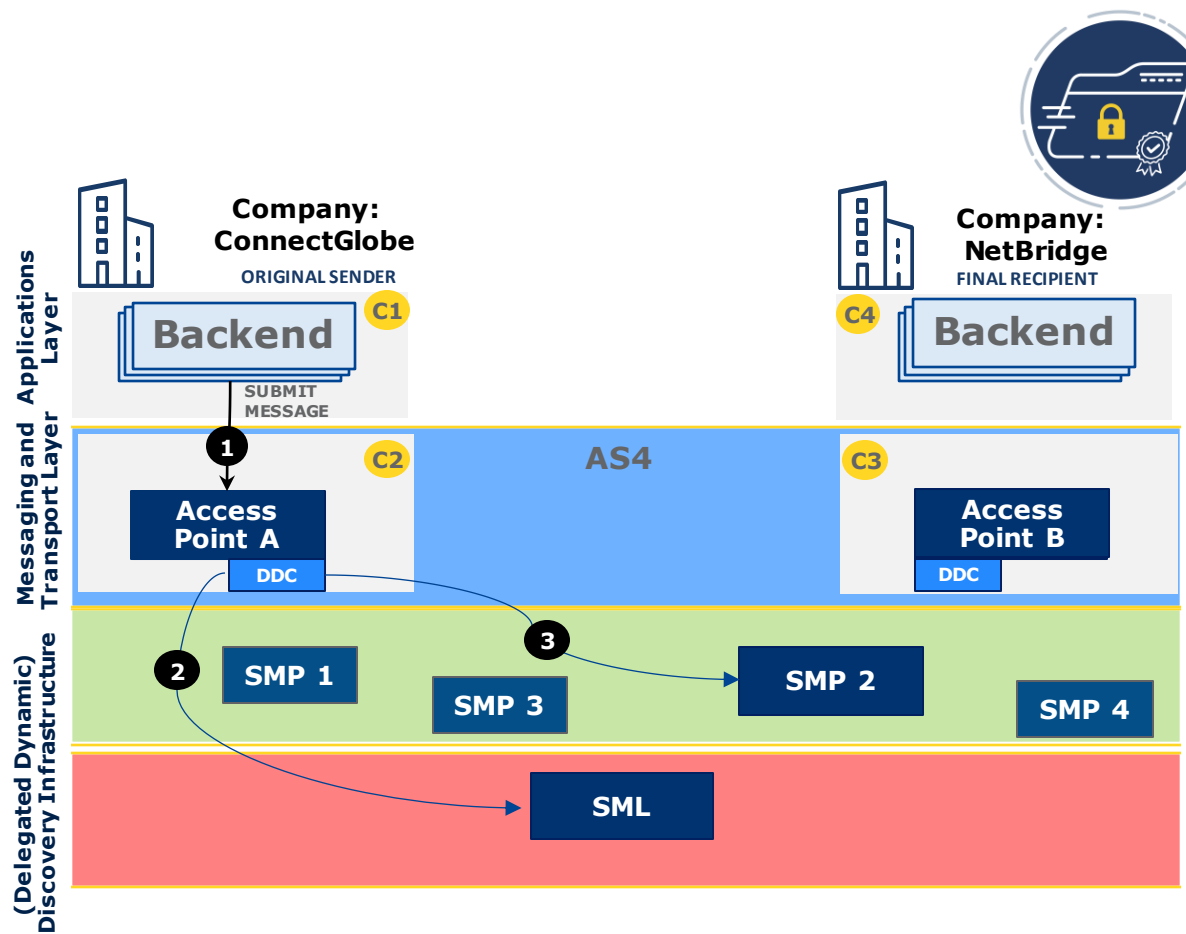 Company:
ConnectGlobe
ORIGINAL SENDER
Company:
NetBridge
FINAL RECIPIENT
Applications
Layer
C1
Backend
SUBMIT
MESSAGE
C4
Backend
Messaging and
Transport Layer
1
C2
AS4
C3
Access
Point A
DDC
Access
Point B
DDC
(Delegated Dynamic)
Discovery Infrastructure
2
3
SMP 1
SMP 3
SMP 2
SMP 4
SML